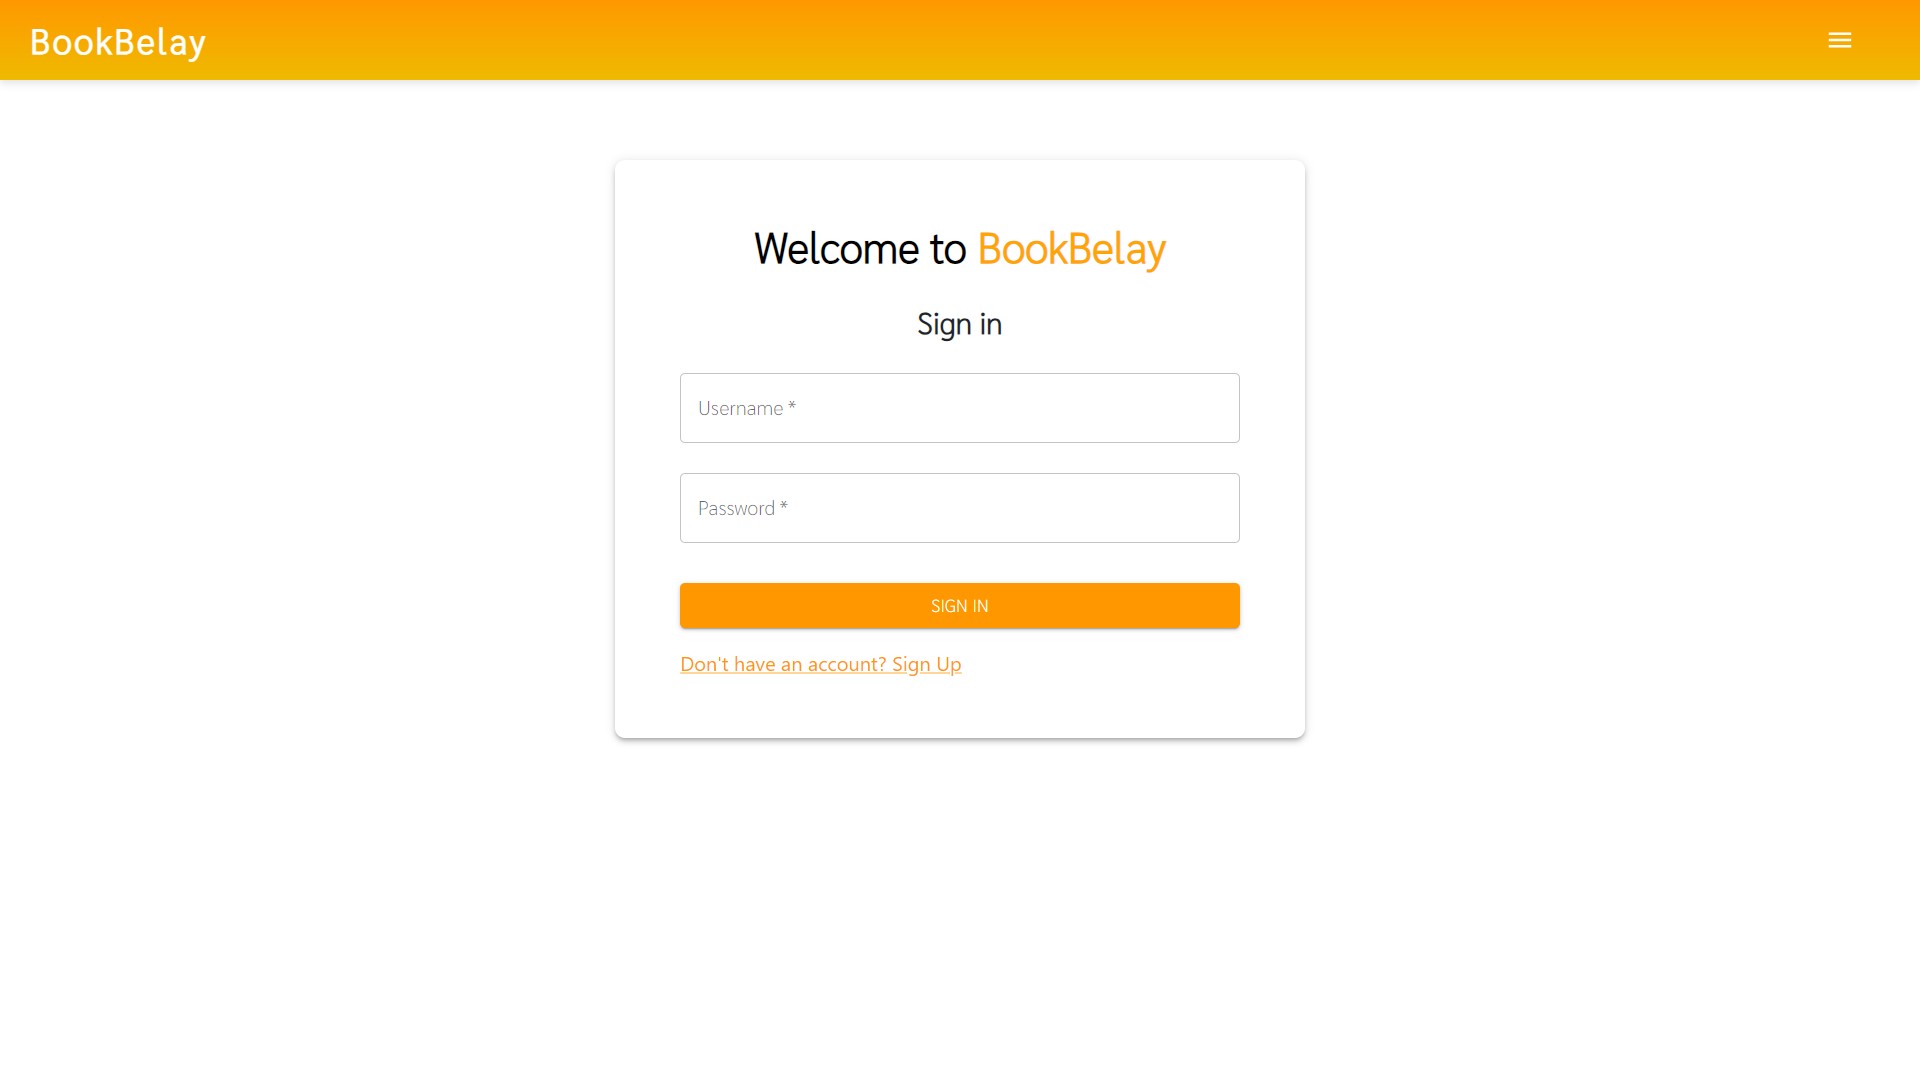 BookBelay
Welcome to BookBelay
Sign in
Username *
Password *
SIGN IN
Don't have an account? Sign Up